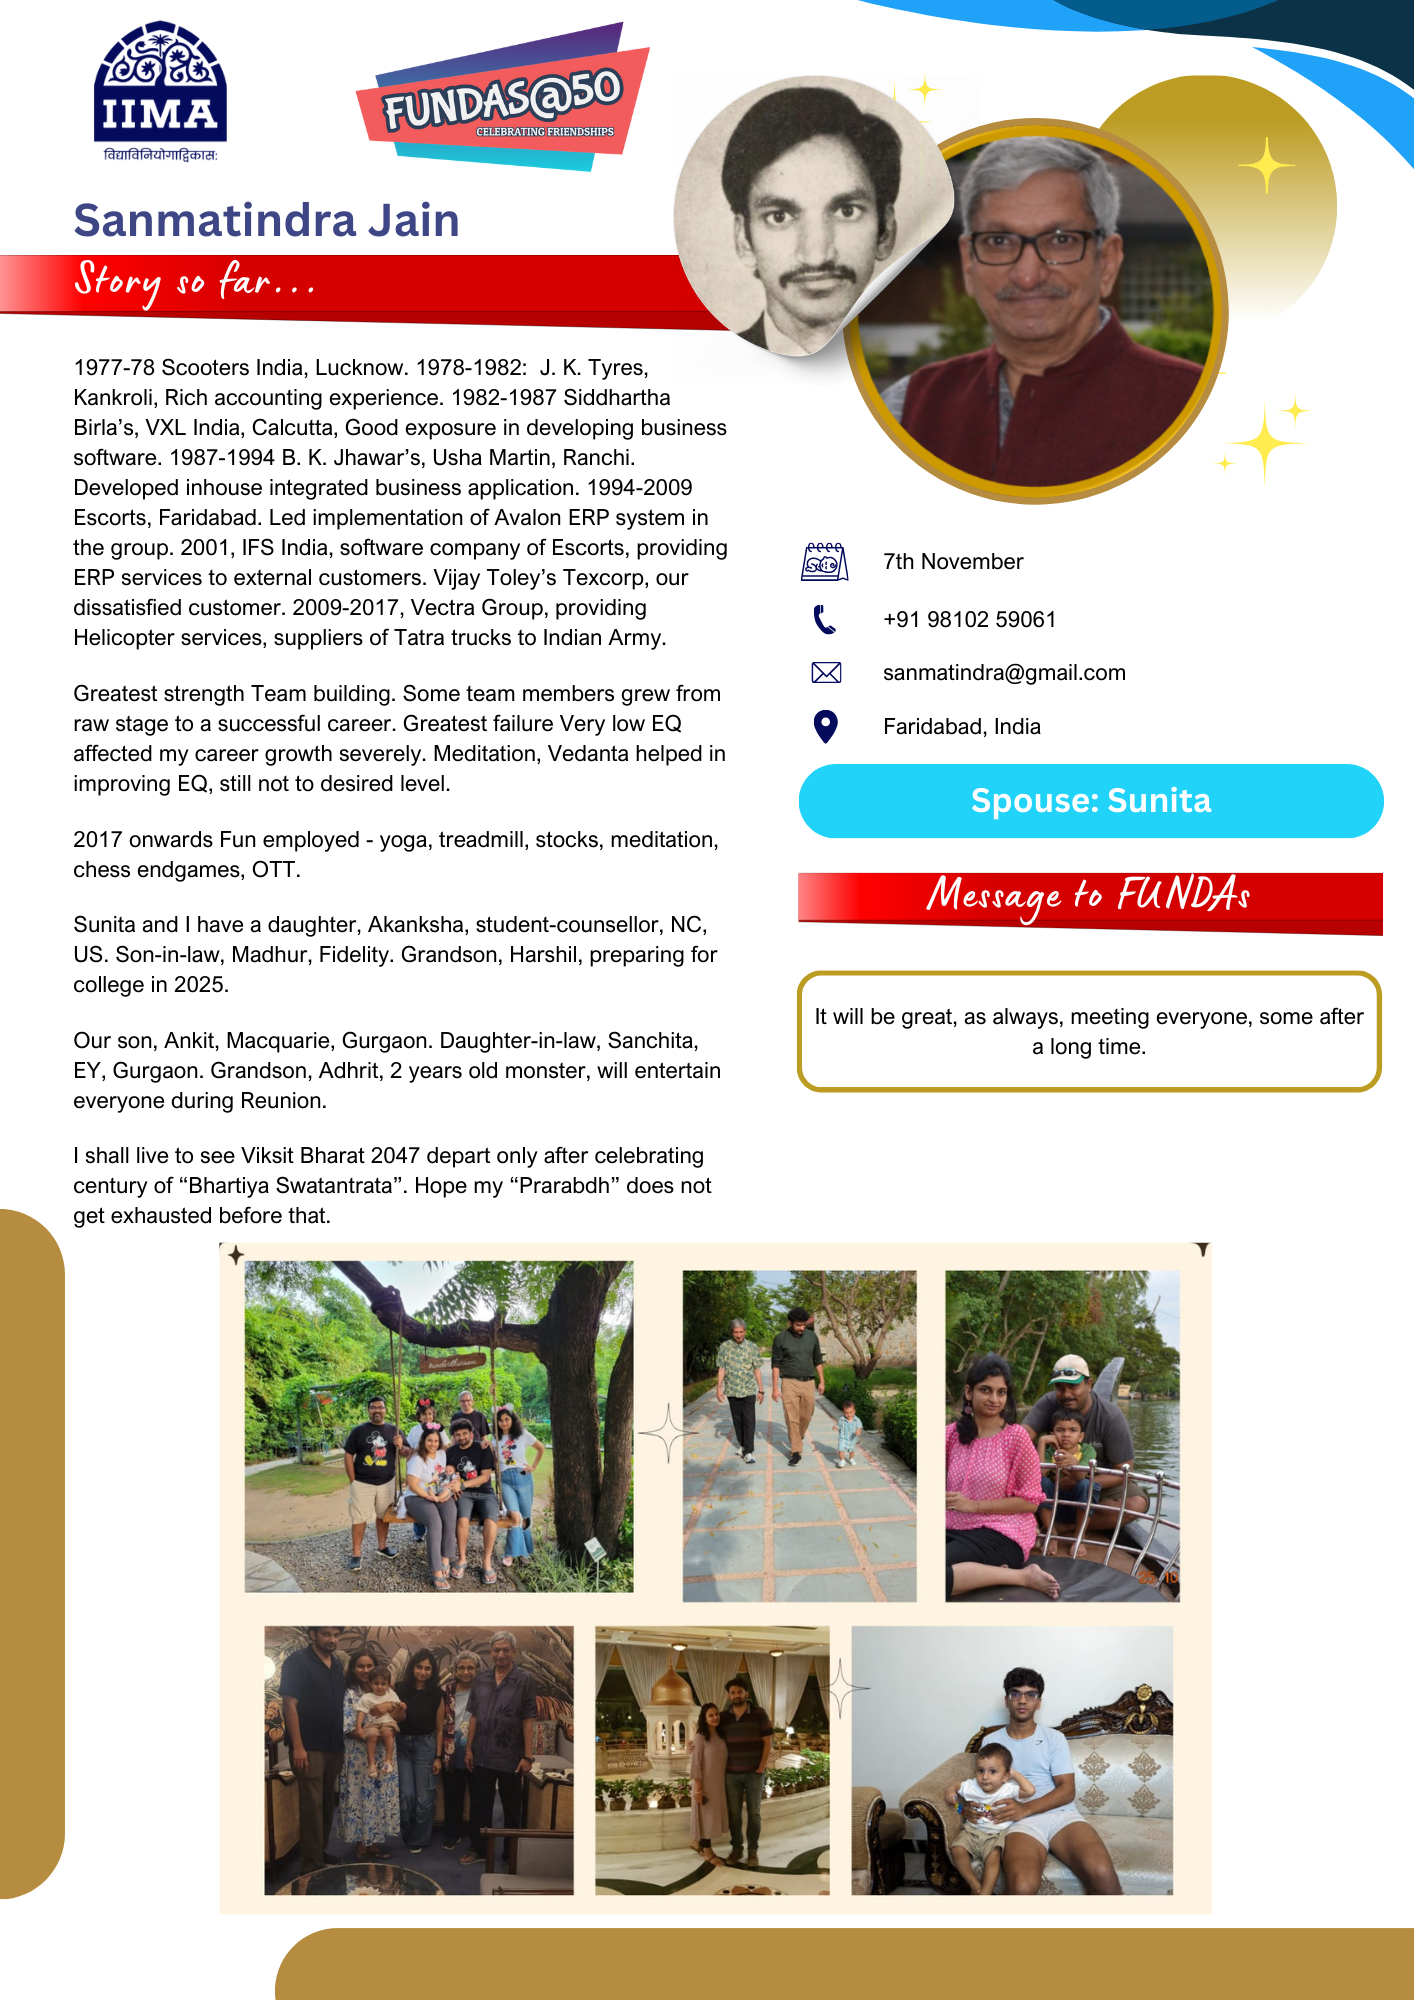 IIMA
विद्याविनियोगाद्विकास:
FUNDAS@50
CELEBRATING FRIENDSHIPS
Sanmatindra Jain
Story so far...
1977-78 Scooters India, Lucknow. 1978-1982:  J. K. Tyres,
Kankroli, Rich accounting experience. 1982-1987 Siddhartha
Birla’s, VXL India, Calcutta, Good exposure in developing business
software. 1987-1994 B. K. Jhawar’s, Usha Martin, Ranchi.
Developed inhouse integrated business application. 1994-2009
Escorts, Faridabad. Led implementation of Avalon ERP system in
the group. 2001, IFS India, software company of Escorts, providing
ERP services to external customers. Vijay Toley’s Texcorp, our
dissatisfied customer. 2009-2017, Vectra Group, providing
Helicopter services, suppliers of Tatra trucks to Indian Army.
Greatest strength Team building. Some team members grew from
raw stage to a successful career. Greatest failure Very low EQ
affected my career growth severely. Meditation, Vedanta helped in
improving EQ, still not to desired level.
2017 onwards Fun employed - yoga, treadmill, stocks, meditation,
chess endgames, OTT.
Sunita and I have a daughter, Akanksha, student-counsellor, NC,
US. Son-in-law, Madhur, Fidelity. Grandson, Harshil, preparing for
college in 2025.
Our son, Ankit, Macquarie, Gurgaon. Daughter-in-law, Sanchita,
EY, Gurgaon. Grandson, Adhrit, 2 years old monster, will entertain
everyone during Reunion.
I shall live to see Viksit Bharat 2047 depart only after celebrating
century of “Bhartiya Swatantrata”. Hope my “Prarabdh” does not
get exhausted before that.
7th November
+91 98102 59061
sanmatindra@gmail.com
Faridabad, India
Spouse: Sunita
Message to FUNDAs
It will be great, as always, meeting everyone, some after
a long time.
25 10